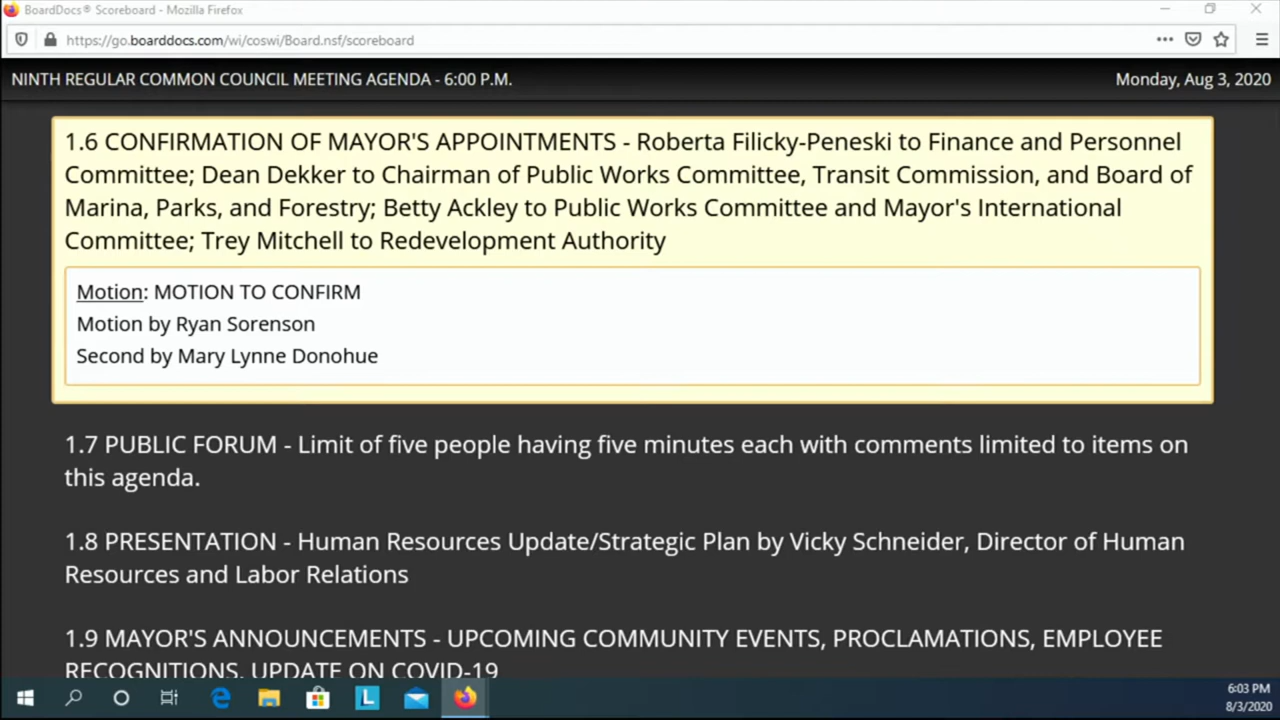 BoardDocs® Scoreboard - Mozilla Firefox
https://go.boarddocs.com/wi/coswi/Board.nsf/scoreboard
NINTH REGULAR COMMON COUNCIL MEETING AGENDA - 6:00 P.M. Monday, Aug 3, 2020
1.6 CONFIRMATION OF MAYOR'S APPOINTMENTS - Roberta Filicky-Peneski to Finance and Personnel
Committee; Dean Dekker to Chairman of Public Works Committee, Transit Commission, and Board of
Marina, Parks, and Forestry; Betty Ackley to Public Works Committee and Mayor's International
Committee; Trey Mitchell to Redevelopment Authority
Motion: MOTION TO CONFIRM
Motion by Ryan Sorenson
Second by Mary Lynne Donohue
1.7 PUBLIC FORUM - Limit of five people having five minutes each with comments limited to items on
this agenda.
1.8 PRESENTATION - Human Resources Update/Strategic Plan by Vicky Schneider, Director of Human
Resources and Labor Relations
1.9 MAYOR'S ANNOUNCEMENTS - UPCOMING COMMUNITY EVENTS, PROCLAMATIONS, EMPLOYEE
RECOGNITIONS, UPDATE ON COVID-19
L
6:03 PM
8/3/2020